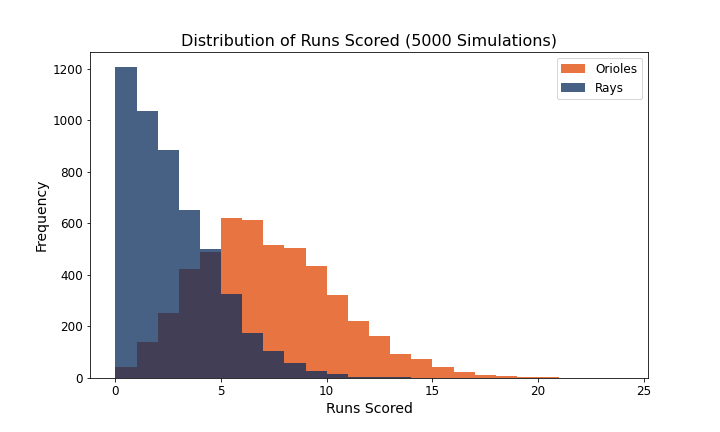 Distribution of Runs Scored (5000 Simulations)
Orioles
Rays
1200
1000
800
600
400
200
0
Frequency
0 5 10 15 20 25
Runs Scored